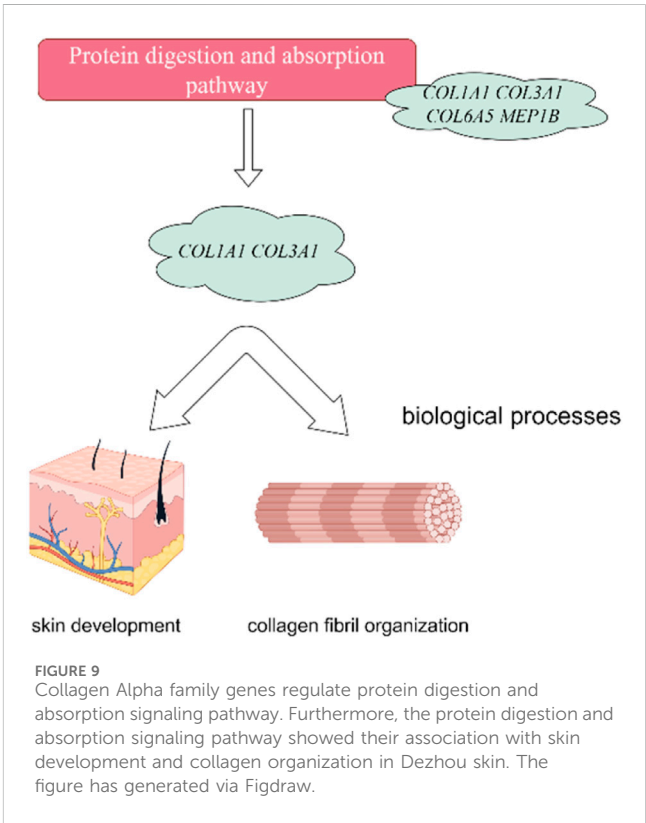 Protein digestion and absorption
pathway
COL1A1 COL3A1
COL6A5 MEP1B
COL1A1 COL3A1
biological processes
skin development
collagen fibril organization
FIGURE 9
Collagen Alpha family genes regulate protein digestion and
absorption signaling pathway. Furthermore, the protein digestion and
absorption signaling pathway showed their association with skin
development and collagen organization in Dezhou skin. The
figure has generated via Figdraw.